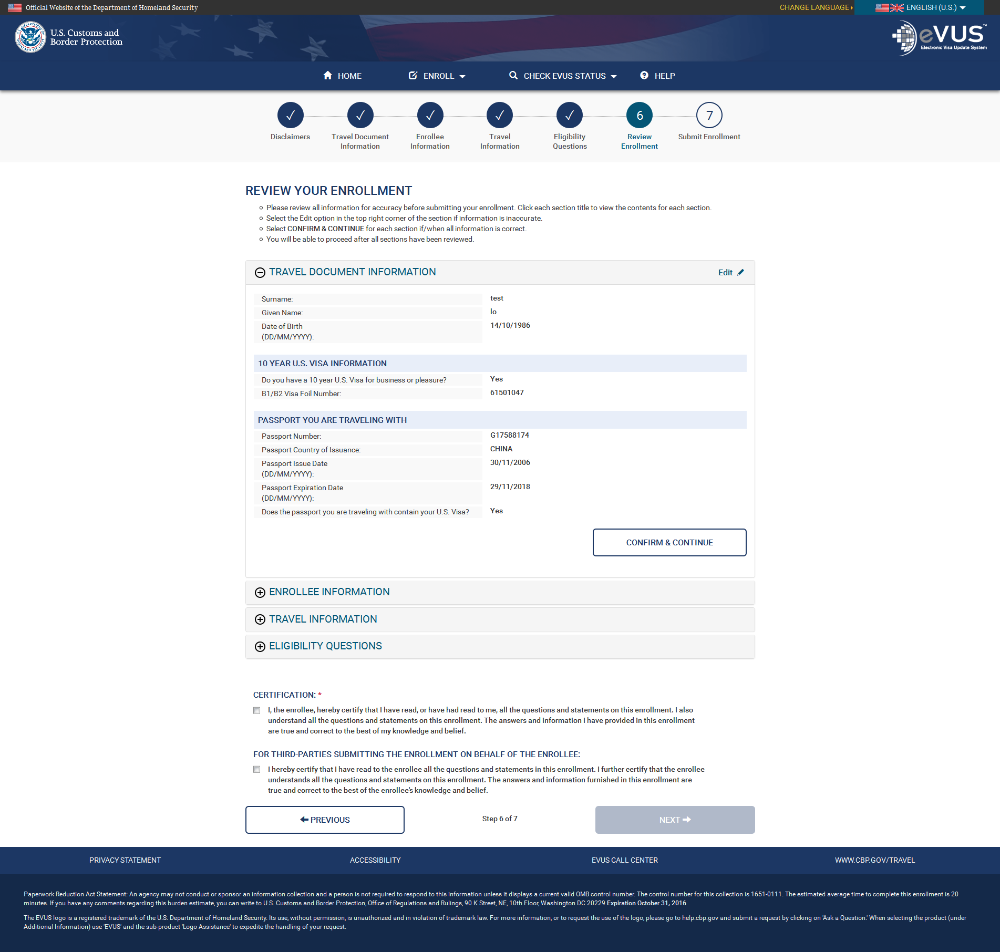 Official Website of the Department of Homeland Security
CHANGE LANGUAGE
ENGLISH (U.S.)
U.S. Customs and
Border Protection
eVUS™
Electronic Visa Update System
HOME
ENROLL
CHECK EVUS STATUS
HELP
6
7
Disclaimers
Travel Document
Information
Enrollee
Information
Travel
Information
Eligibility
Questions
Review
Enrollment
Submit Enrollment
REVIEW YOUR ENROLLMENT
Please review all information for accuracy before submitting your enrollment. Click each section title to view the contents for each section.
Select the Edit option in the top right corner of the section if information is inaccurate.
Select CONFIRM & CONTINUE for each section if/when all information is correct.
You will be able to proceed after all sections have been reviewed.
TRAVEL DOCUMENT INFORMATION
Edit
Surname: test
Given Name: lo
Date of Birth 14/10/1986
(DD/MM/YYYY):
10 YEAR U.S. VISA INFORMATION
Do you have a 10 year U.S. Visa for business or pleasure? Yes
B1/B2 Visa Foil Number: 61501047
PASSPORT YOU ARE TRAVELING WITH
Passport Number: G17588174
Passport Country of Issuance: CHINA
Passport Issue Date 30/11/2006
(DD/MM/YYYY):
Passport Expiration Date 29/11/2018
(DD/MM/YYYY):
Does the passport you are traveling with contain your U.S. Visa? Yes
CONFIRM & CONTINUE
ENROLLEE INFORMATION
TRAVEL INFORMATION
ELIGIBILITY QUESTIONS
CERTIFICATION: *
I, the enrollee, hereby certify that I have read, or have had read to me, all the questions and statements on this enrollment. I also
understand all the questions and statements on this enrollment. The answers and information I have provided in this enrollment
are true and correct to the best of my knowledge and belief.
FOR THIRD-PARTIES SUBMITTING THE ENROLLMENT ON BEHALF OF THE ENROLLEE:
I hereby certify that I have read to the enrollee all the questions and statements in this enrollment. I further certify that the enrollee
understands all the questions and statements on this enrollment. The answers and information furnished in this enrollment are
true and correct to the best of the enrollee's knowledge and belief.
PREVIOUS
Step 6 of 7
NEXT
PRIVACY STATEMENT
ACCESSIBILITY
EVUS CALL CENTER
WWW.CBP.GOV/TRAVEL
Paperwork Reduction Act Statement: An agency may not conduct or sponsor an information collection and a person is not required to respond to this information unless it displays a current valid OMB control number. The control number for this collection is 1651-0111. The estimated average time to complete this enrollment is 20
minutes. If you have any comments regarding this burden estimate, you can write to U.S. Customs and Border Protection, Office of Regulations and Rulings, 90 K Street, NE, 10th Floor, Washington DC 20229 Expiration October 31, 2016
The EVUS logo is a registered trademark of the U.S. Department of Homeland Security. Its use, without permission, is unauthorized and in violation of trademark law. For more information, or to request the use of the logo, please go to help.cbp.gov and submit a request by clicking on 'Ask a Question.' When selecting the product (under
Additional Information) use 'EVUS' and the sub-product 'Logo Assistance' to expedite the handling of your request.